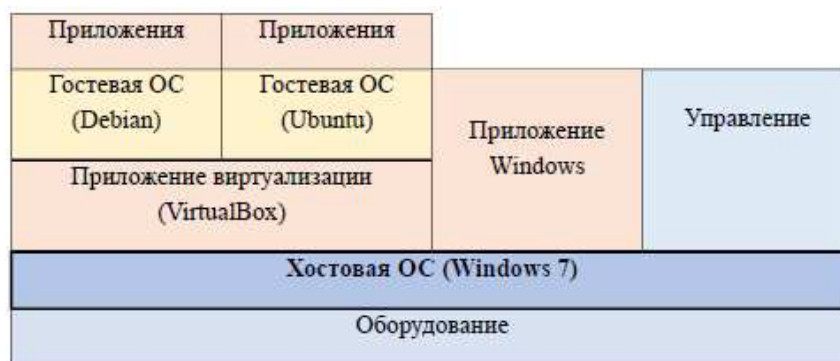 Приложения
Приложения
Гостевая ОС
(Debian)
Гостевая ОС
(Ubuntu)
Приложение
Windows
Управление
Приложение виртуализации
(VirtualBox)
Хостовая ОС (Windows 7)
Оборудование